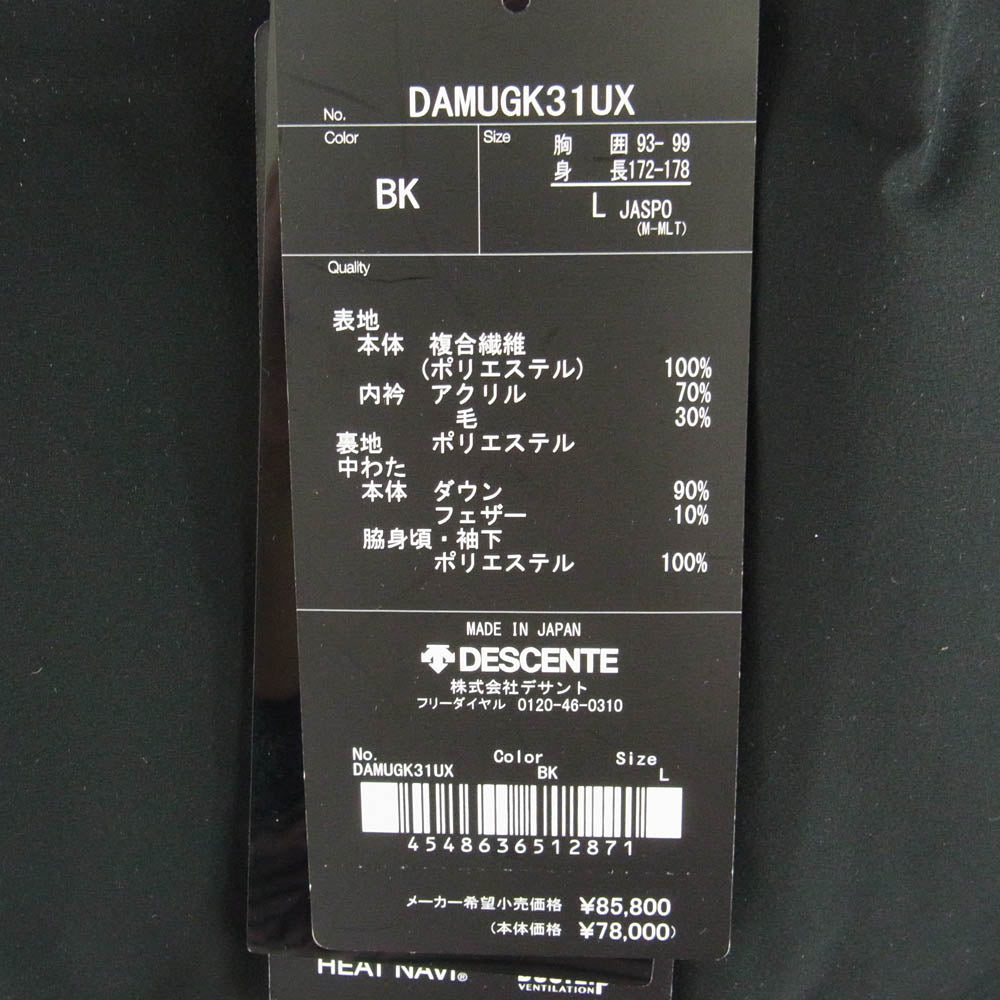 No. DAMUGK31UX
Color
BK
Size
胸 囲 93-99
身 長172-178
L JASPO
(M-MLT)
Quality
表地
本体 複合繊維
(ポリエステル) 100%
内衿 アクリル 70%
毛 30%
裏地 ポリエステル
中わた
本体 ダウン 90%
フェザー 10%
脇身頃・袖下
ポリエステル 100%
MADE IN JAPAN
DESCENTE
株式会社デサント
フリーダイヤル 0120-46-0310
No. Color Size
DAMUGK31UX BK L
4548636512871
メーカー希望小売価格 ¥85,800
(本体価格 ¥78,000)
HEAT NAVI®
VENTILATION